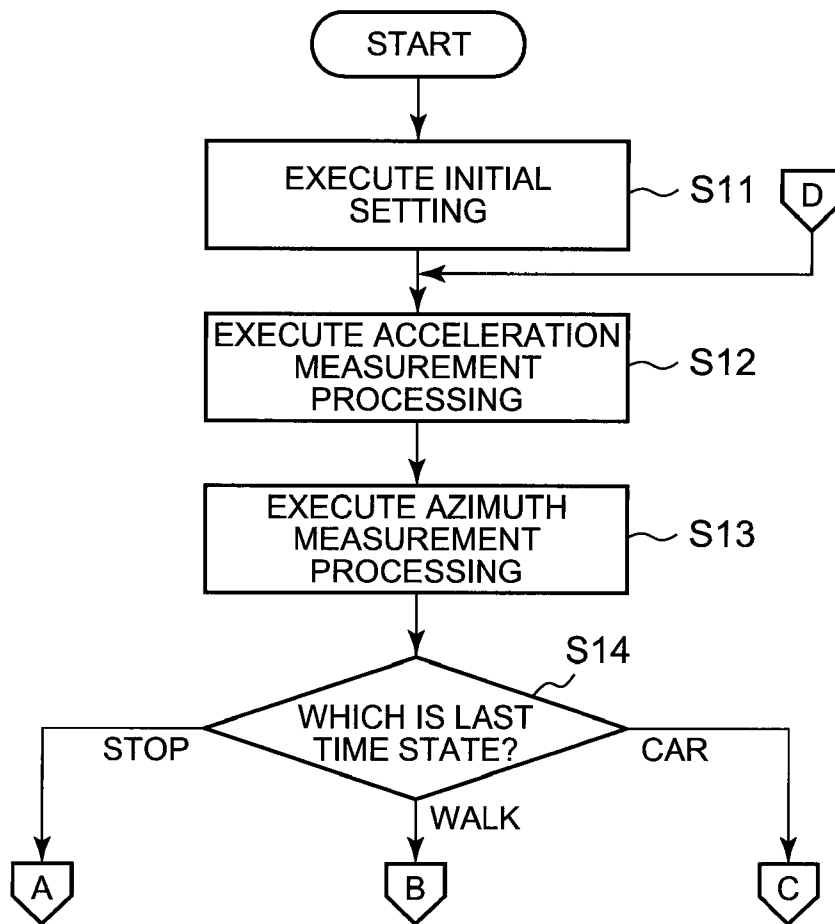 START
EXECUTE INITIAL
SETTING
S11
D
EXECUTE ACCELERATION
MEASUREMENT
PROCESSING
S12
EXECUTE AZIMUTH
MEASUREMENT
PROCESSING
S13
S14
WHICH IS LAST
TIME STATE?
STOP
CAR
WALK
A
B
C